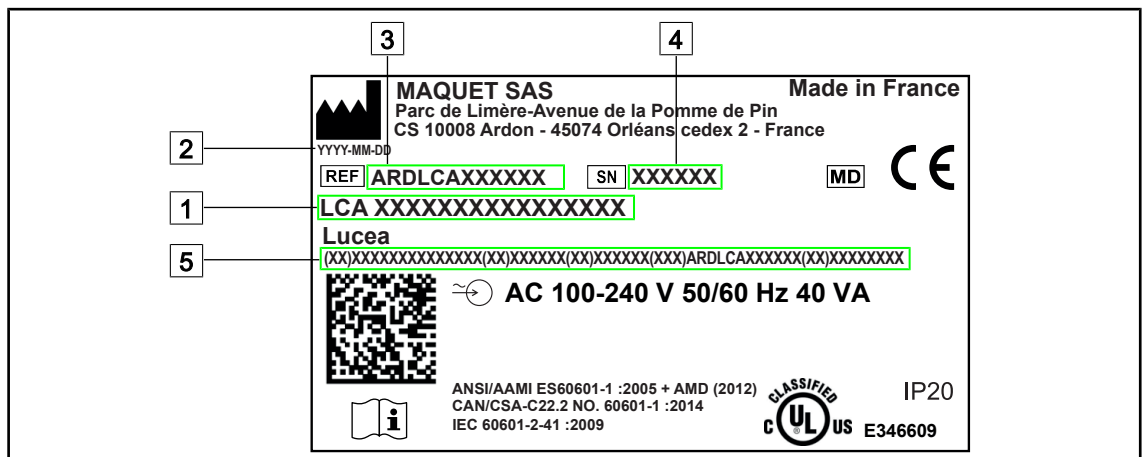 3 4
MAQUET SAS Made in France
Parc de Limère-Avenue de la Pomme de Pin
CS 10008 Ardon - 45074 Orléans cedex 2 - France
2 YYYY-MM-DD
REF ARDLCAXXXXXX SN XXXXXX MD CE
1 LCA XXXXXXXXXXXXXXXX
Lucea
5 (XX)XXXXXXXXXXXXXX(XX)XXXXXX(XX)XXXXXX(XXX)ARDLCAXXXXXX(XX)XXXXXXXX
AC 100-240 V 50/60 Hz 40 VA
ANSI/AAMI ES60601-1 :2005 + AMD (2012)
CAN/CSA-C22.2 NO. 60601-1 :2014
IEC 60601-2-41 :2009
i
CLASSIFIED
C UL ® US E346609
IP20